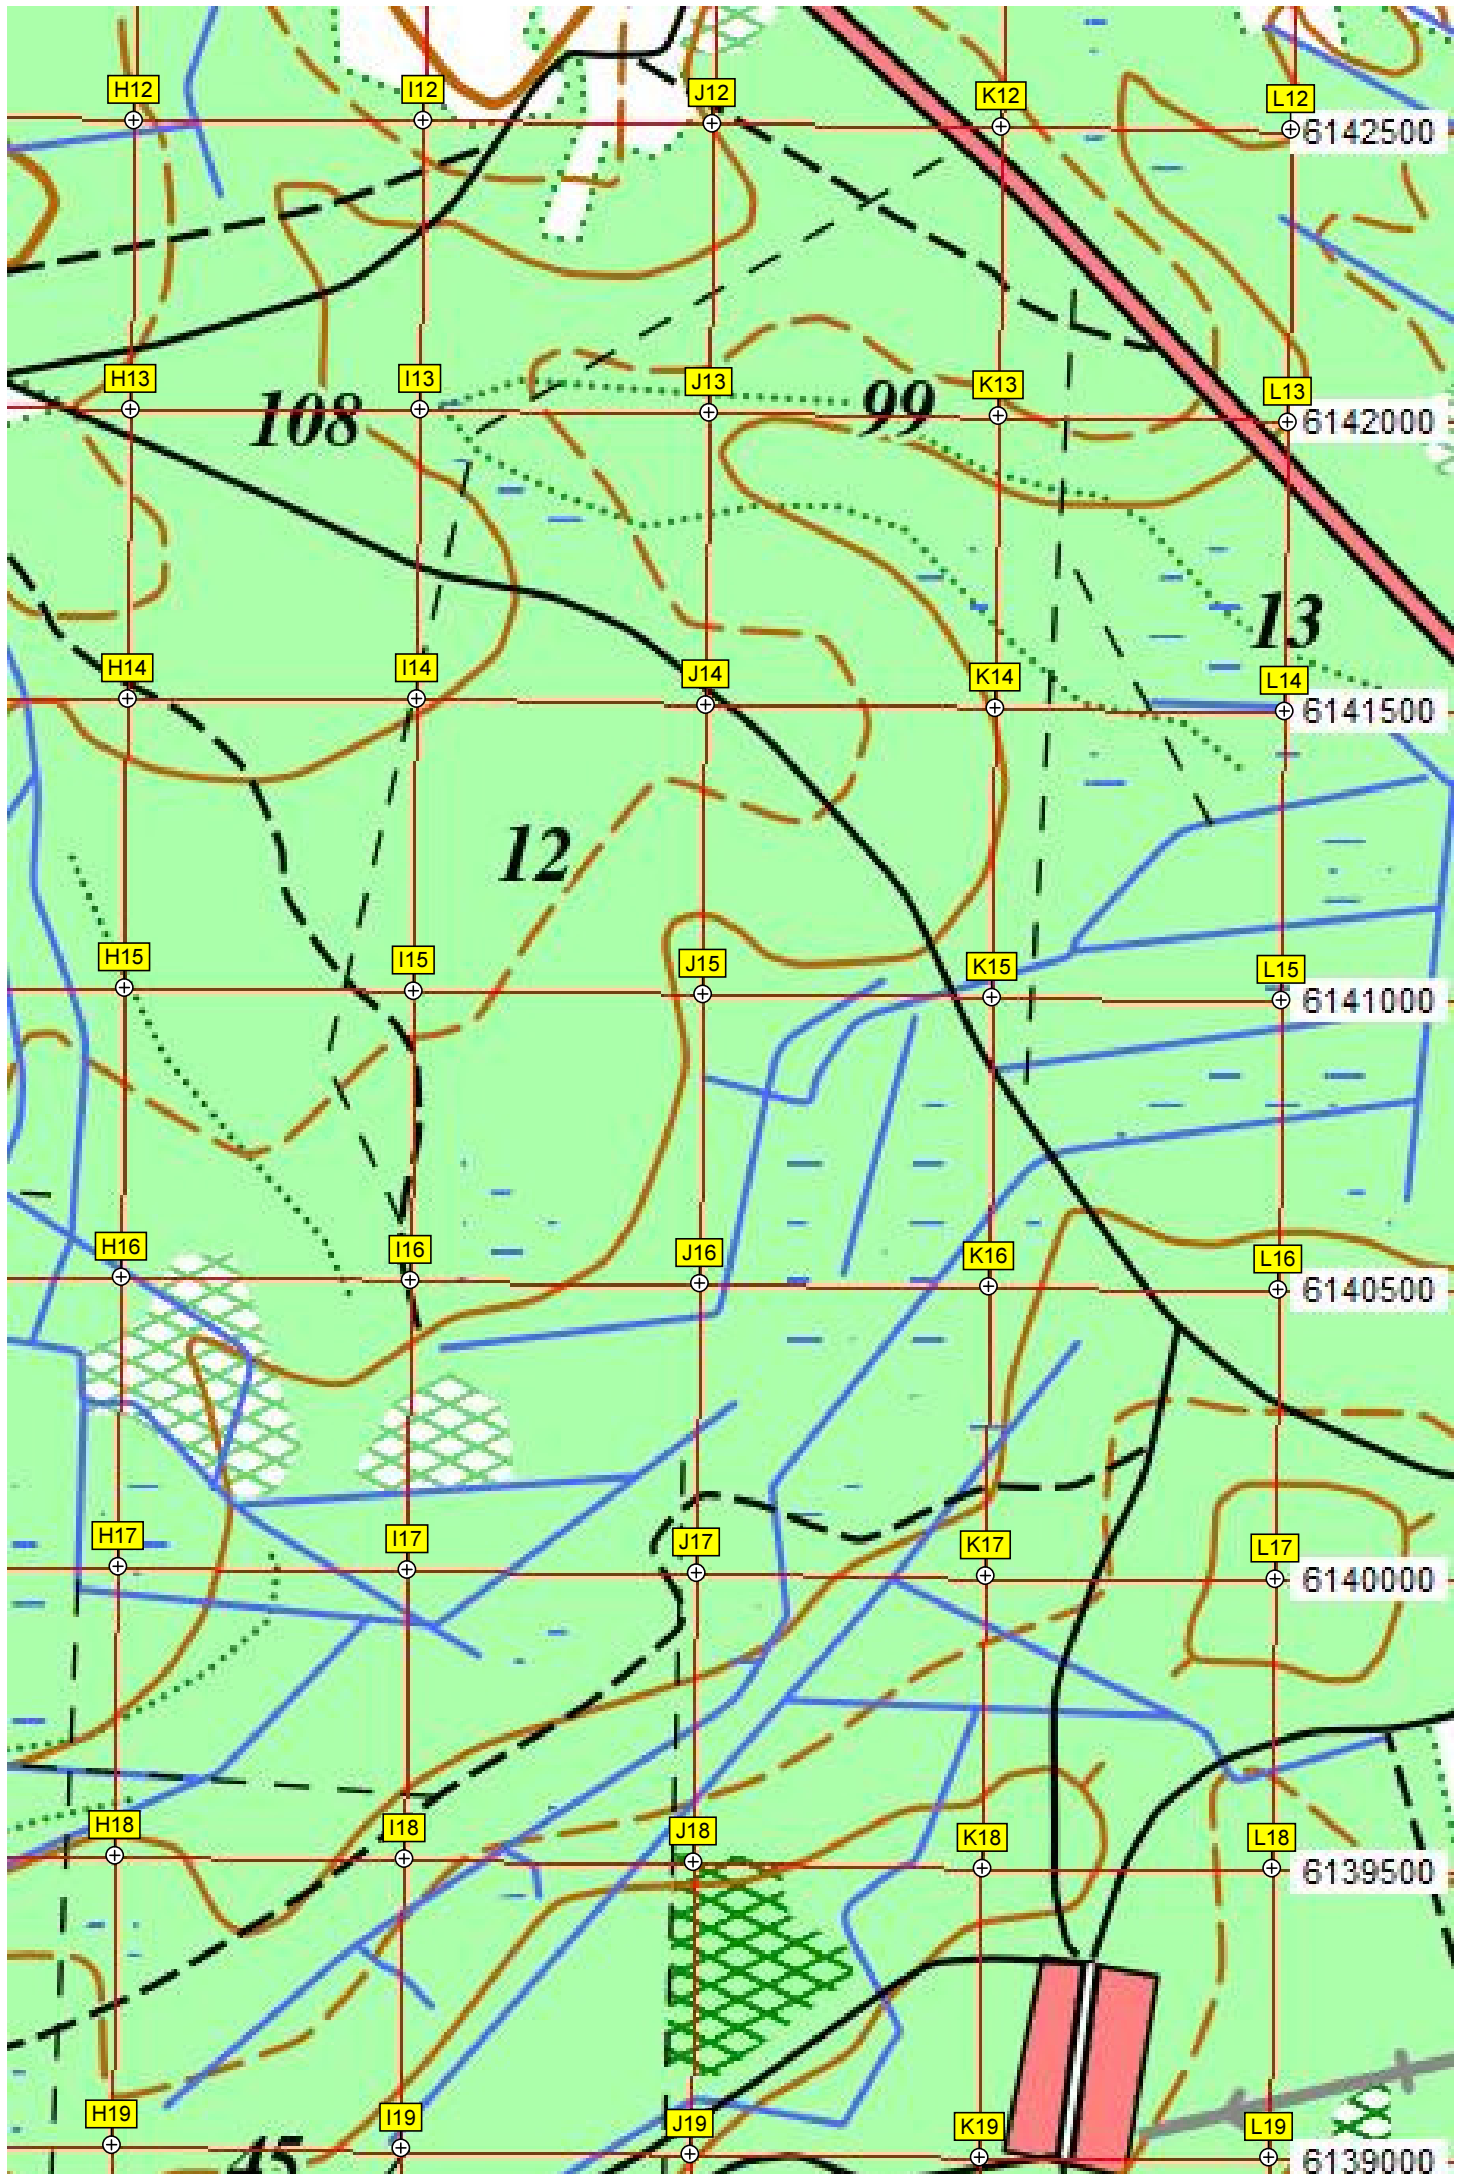 H12 I12 J12 K12 L12
6142500
H13 I13 J13 K13 L13
108 99 6142000
13
H14 I14 J14 K14 L14
6141500
12
H15 I15 J15 K15 L15
6141000
H16 I16 J16 K16 L16
6140500
H17 I17 J17 K17 L17
6140000
H18 I18 J18 K18 L18
6139500
H19 I19 J19 K19 L19
45 6139000